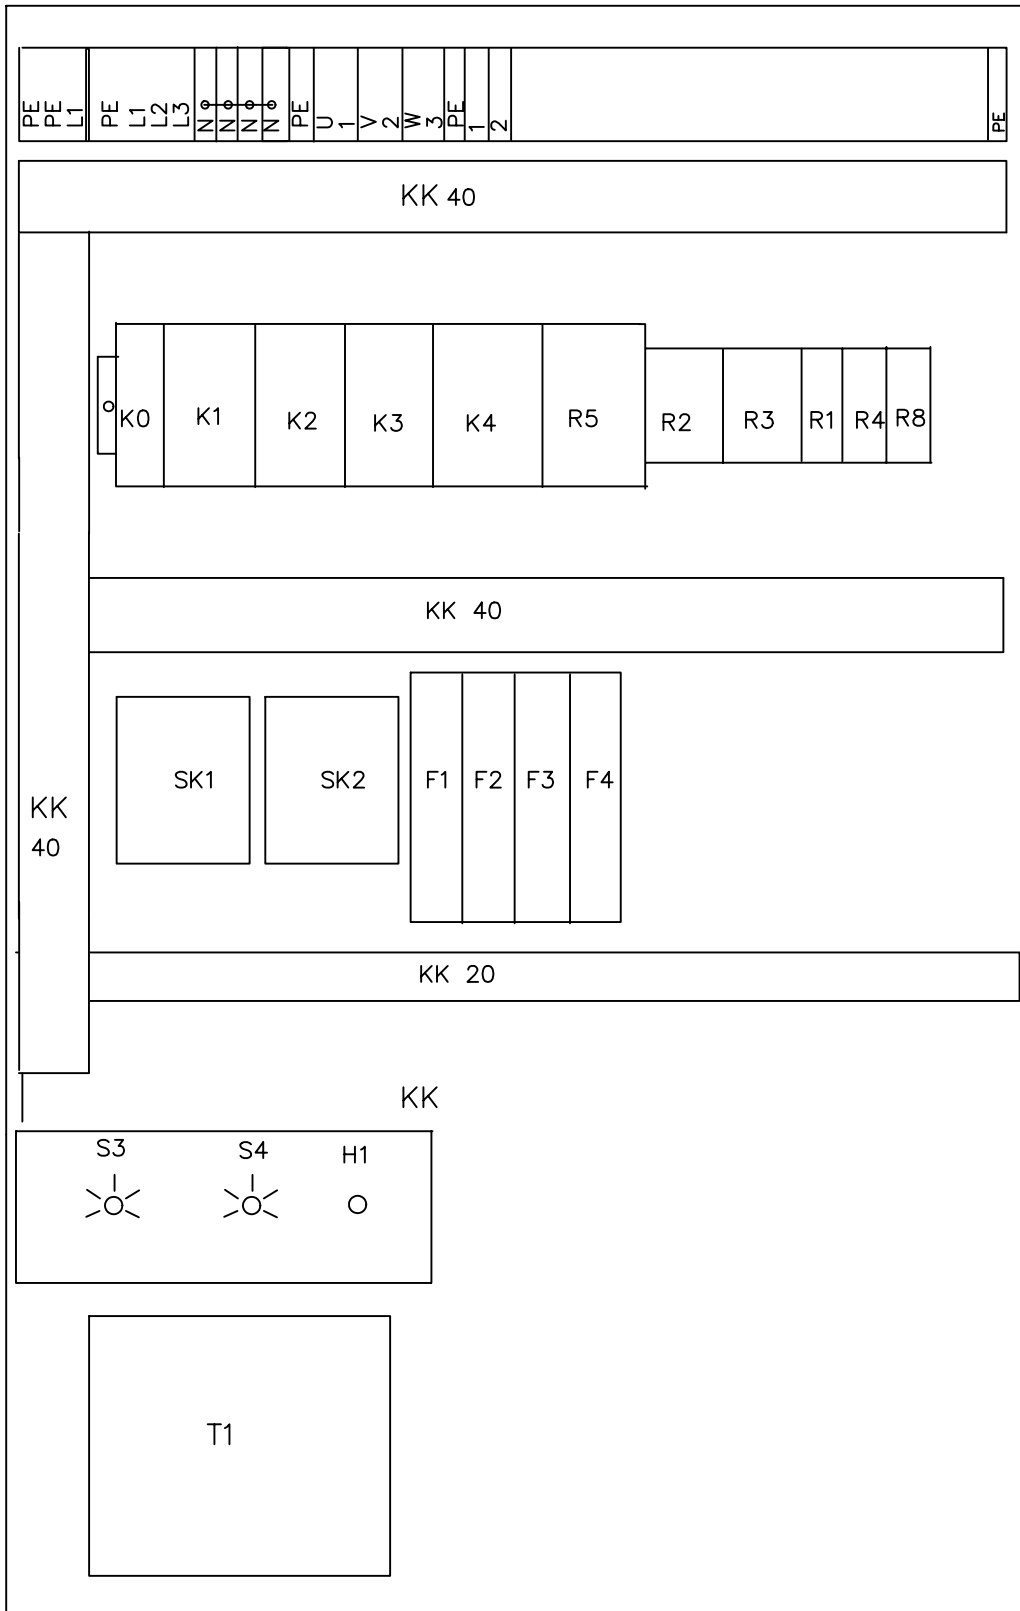 PE PE L1 PE L1 L2 L3 N N N N PE U 1 V 2 W 3 PE 1 2 PE
KK 40
K0 K1 K2 K3 K4 R5 R2 R3 R1 R4 R8
KK 40
SK1 SK2 F1 F2 F3 F4
KK
40
KK 20
KK
S3 S4 H1
T1